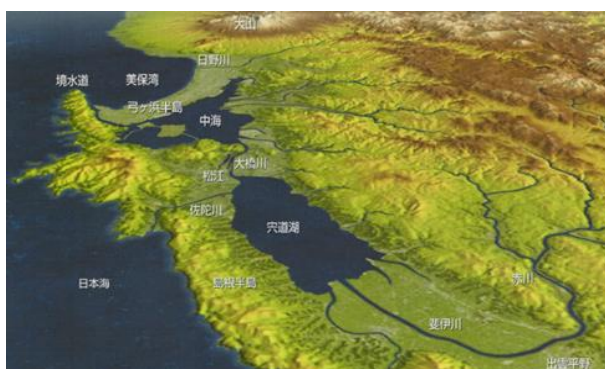 大山
日野川
境水道
美保湾
弓ヶ浜半島
中海
大橋川
松江
佐陀川
宍道湖
日本海
島根半島
赤川
斐伊川
出雲平野